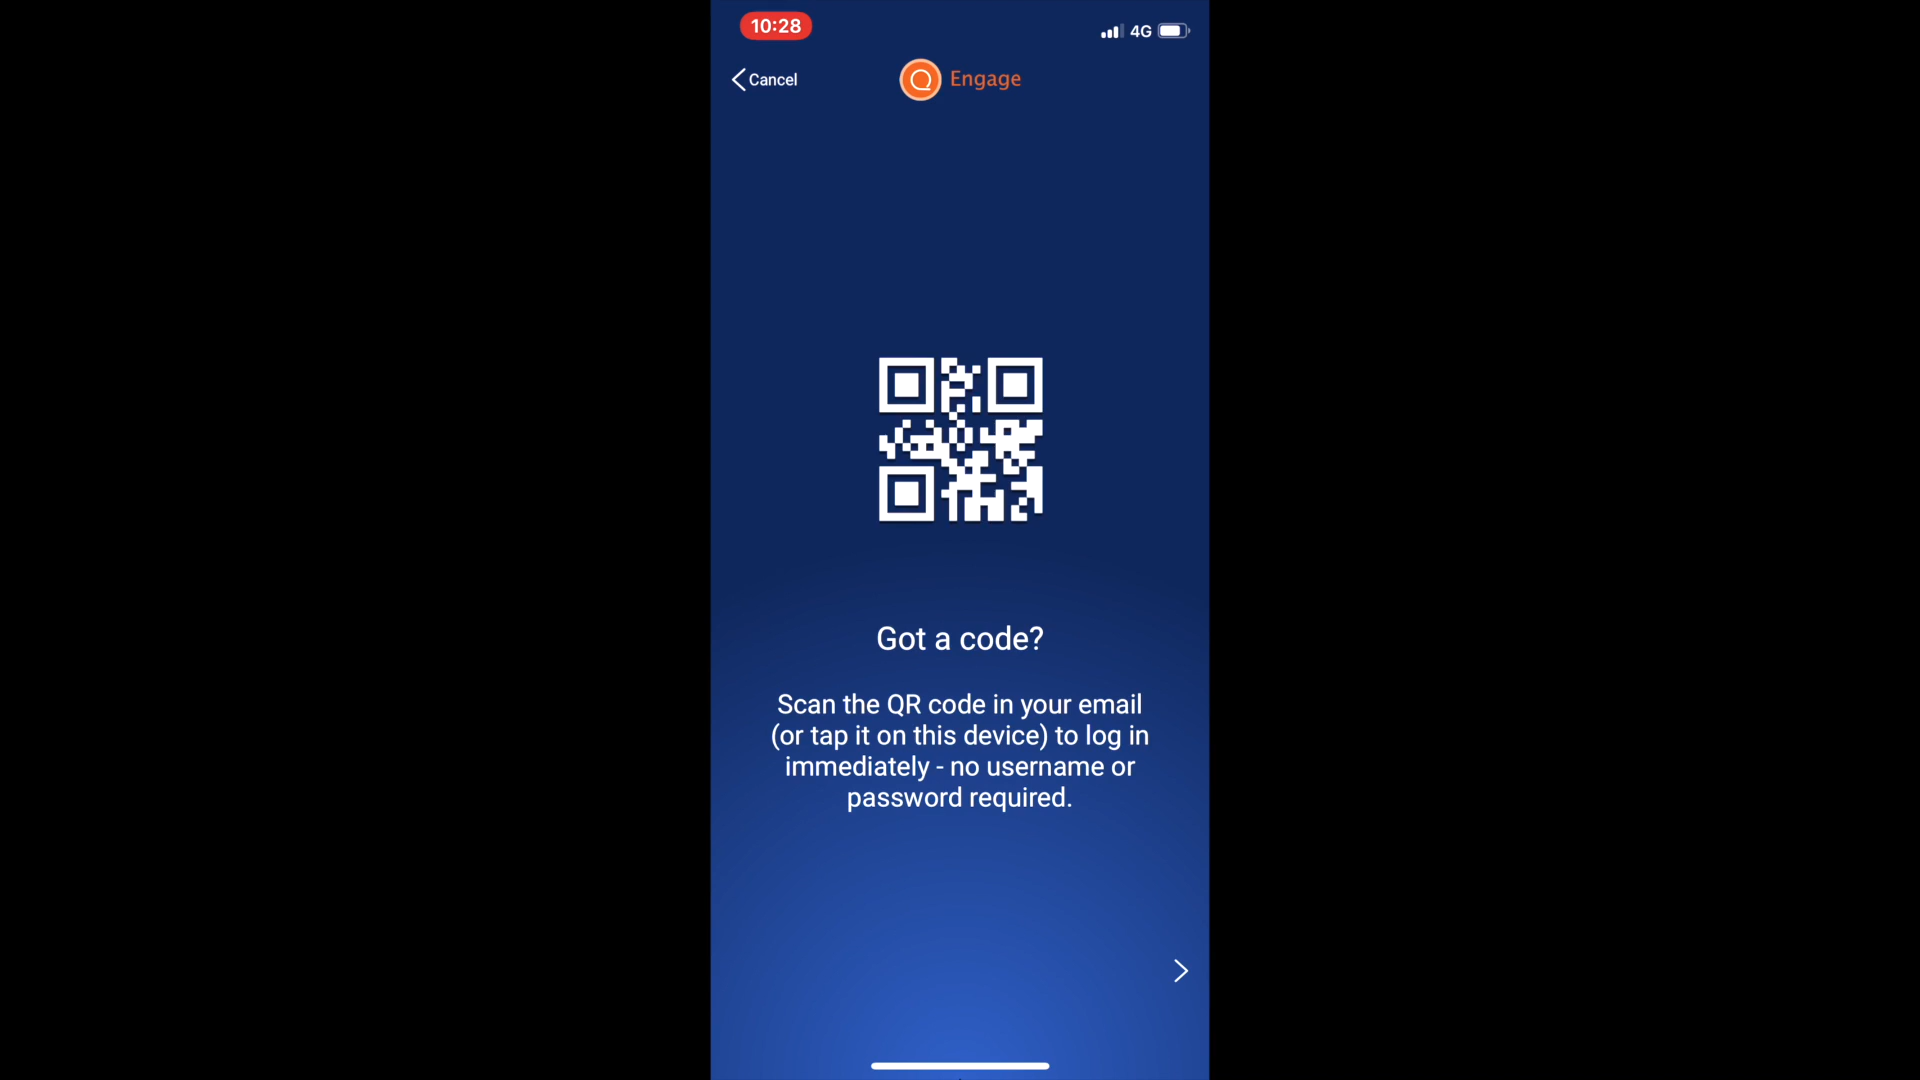 10:28
4G
Cancel
Engage
Got a code?
Scan the QR code in your email
(or tap it on this device) to log in
immediately - no username or
password required.